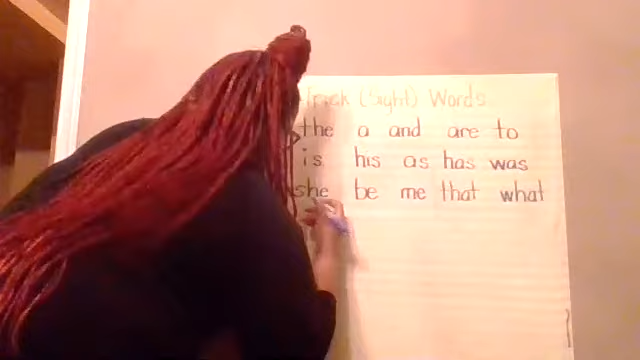 Trick (Sight) Words
the a and are to
is his as has was
she be me that what